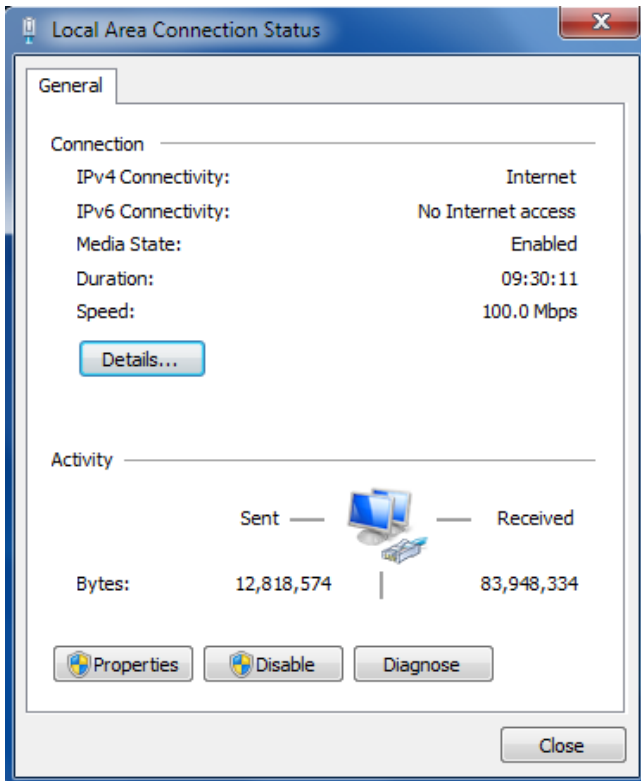 Local Area Connection Status
General
Connection
IPv4 Connectivity: Internet
IPv6 Connectivity: No Internet access
Media State: Enabled
Duration: 09:30:11
Speed: 100.0 Mbps
Details...
Activity
Sent Received
Bytes: 12,818,574 83,948,334
Properties Disable Diagnose
Close